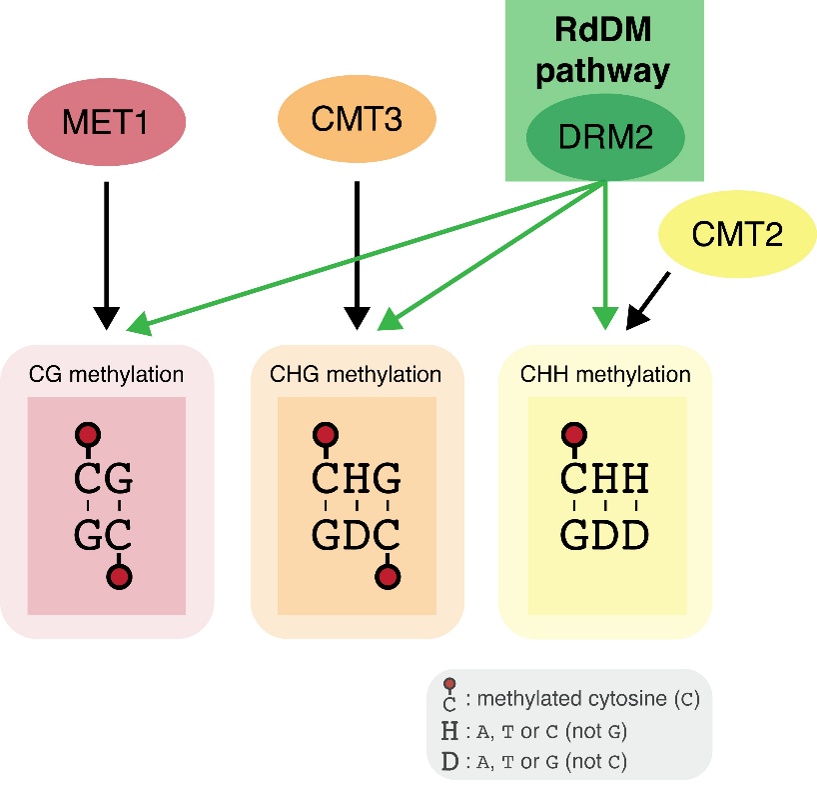 RdDM
pathway
MET1
CMT3
DRM2
CMT2
CG methylation
CHG methylation
CHH methylation
CG
GC
CHG
GDC
CHH
GDD
C : methylated cytosine (C)
H : A, T or C (not G)
D : A, T or G (not C)